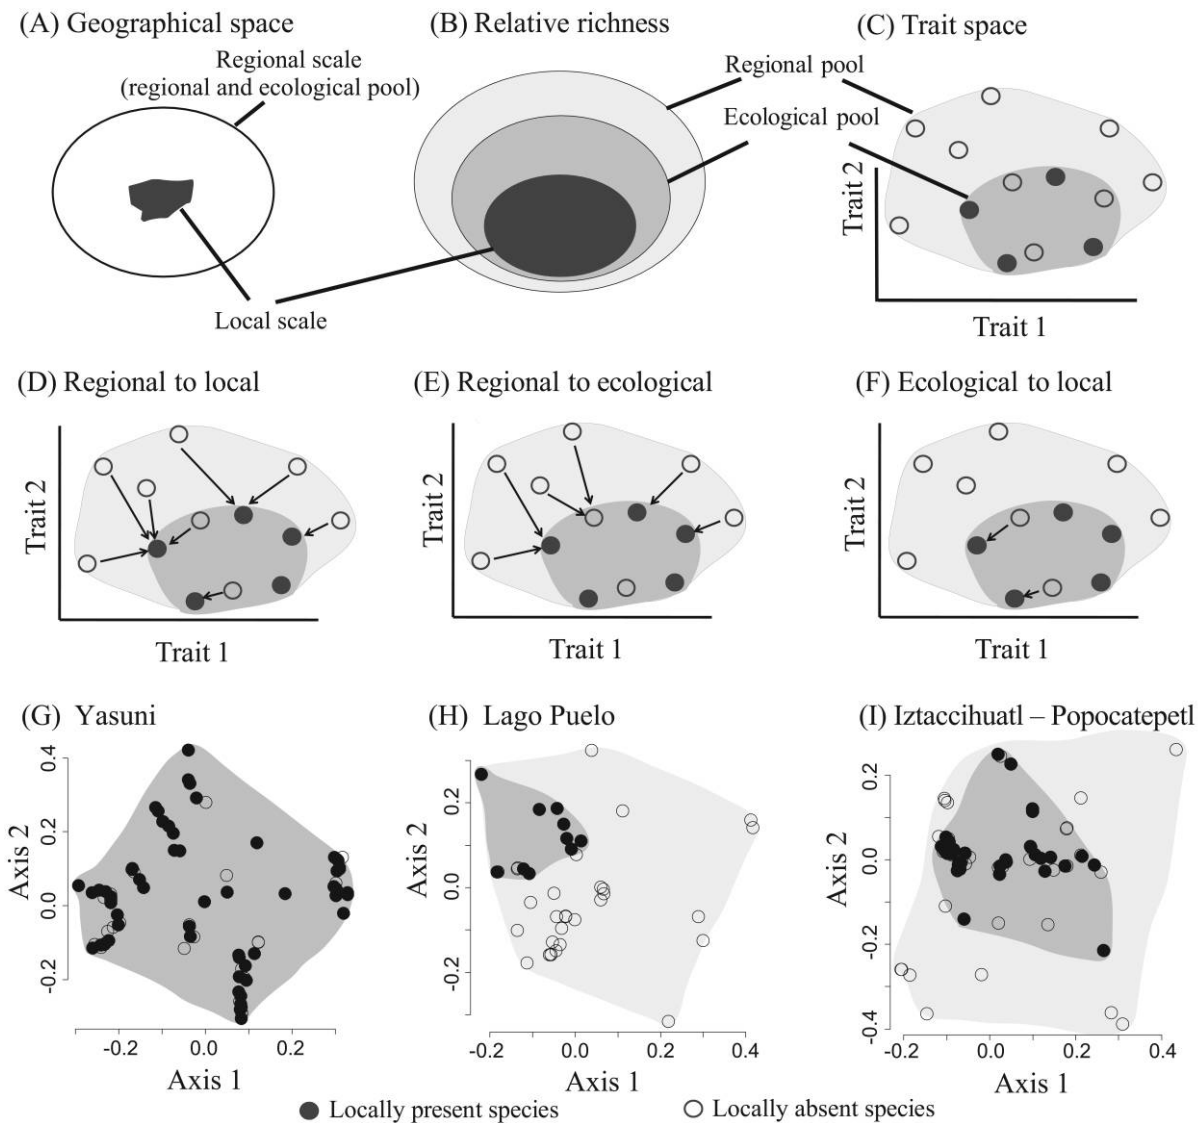 (A) Geographical space
(B) Relative richness
(C) Trait space
Regional scale
(regional and ecological pool)
Regional pool
Ecological pool
Local scale
Trait 2
Trait 1
(D) Regional to local
(E) Regional to ecological
(F) Ecological to local
Trait 2
Trait 1
Trait 2
Trait 1
Trait 2
Trait 1
(G) Yasuni
(H) Lago Puelo
(I) Iztaccihuatl – Popocatepetl
0.4
0.2
0.0
-0.2
Axis 2
-0.2 0.0 0.2
Axis 1
0.2
0.0
-0.2
Axis 2
-0.2 0.0 0.2 0.4
Axis 1
0.2
0.0
-0.2
-0.4
Axis 2
-0.2 0.0 0.2 0.4
Axis 1
Locally present species
Locally absent species